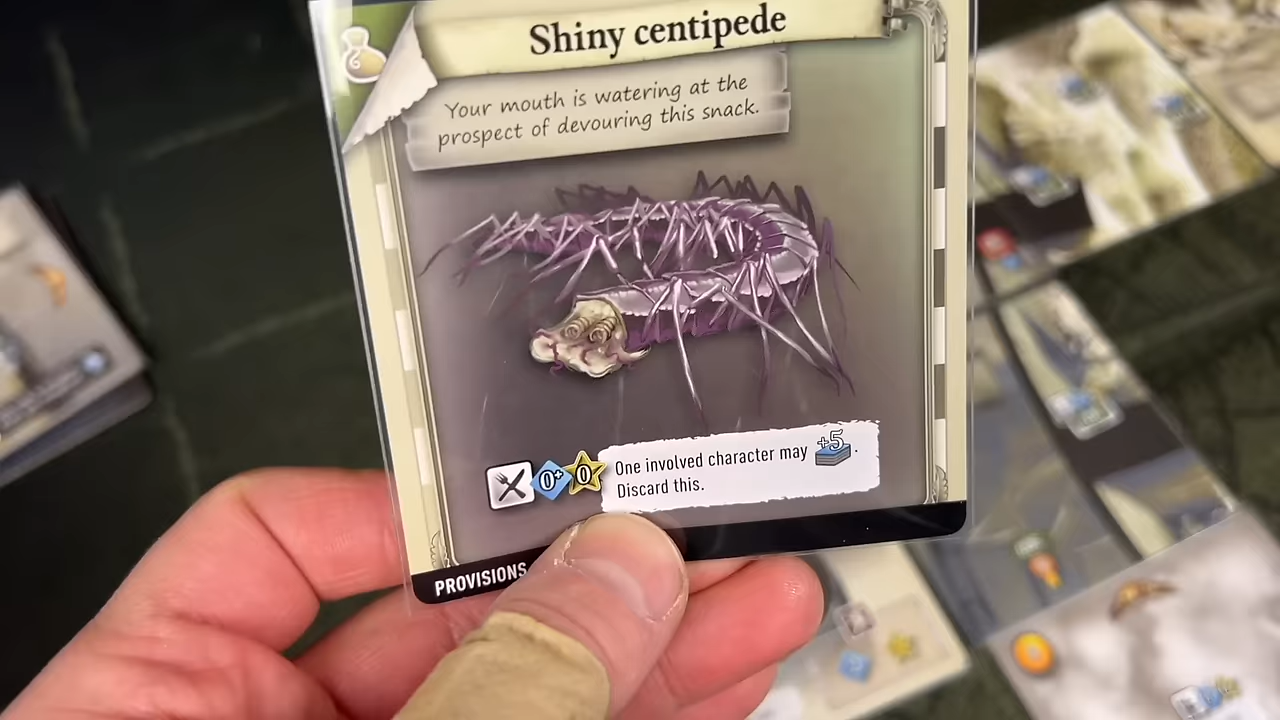 Shiny centipede
Your mouth is watering at the
prospect of devouring this snack.
0+ 0 One involved character may +5.
Discard this.
PROVISIONS